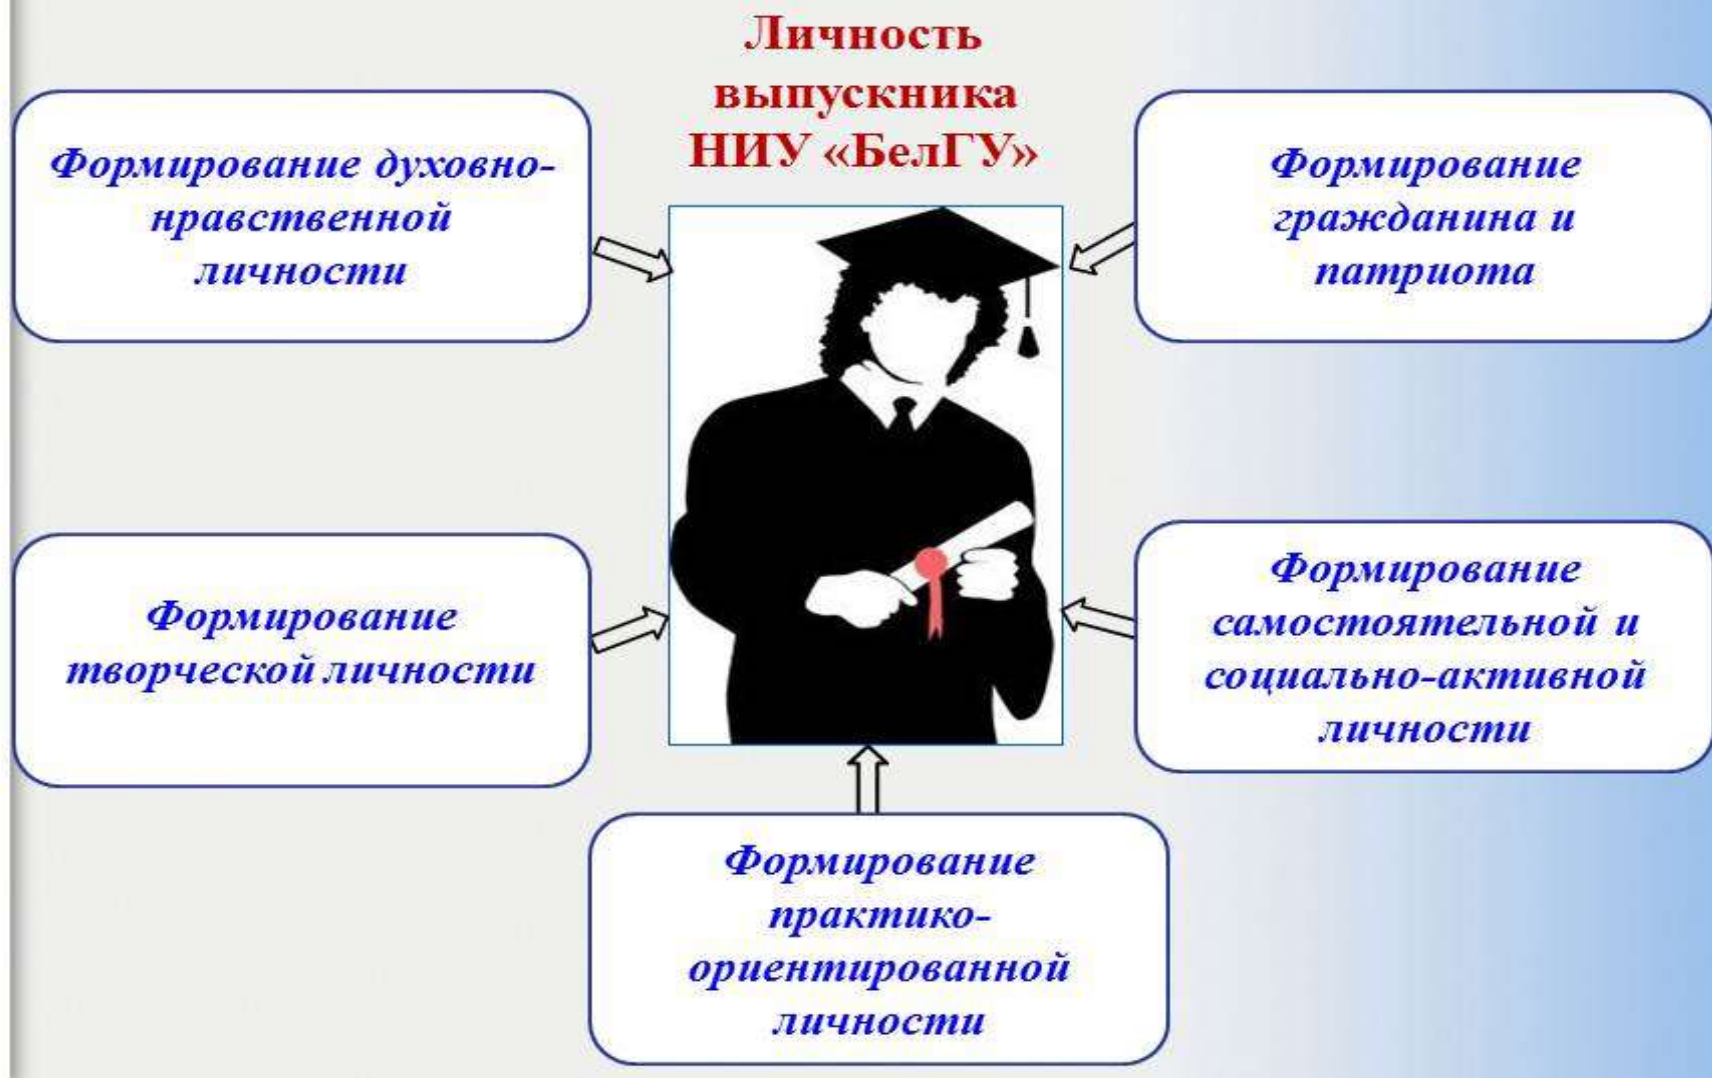 Личность
выпускника
НИУ «БелГУ»
Формирование духовно-
нравственной
личности
Формирование
гражданина и
патриота
Формирование
творческой личности
Формирование
самостоятельной и
социально-активной
личности
Формирование
практико-
ориентированной
личности